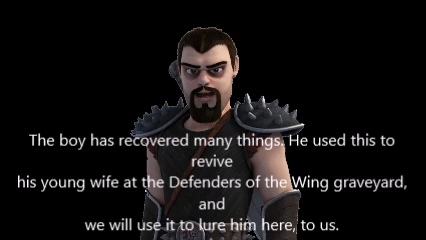 The boy has recovered many things. He used this to
revive
his young wife at the Defenders of the Wing graveyard,
and
we will use it to lure him here, to us.